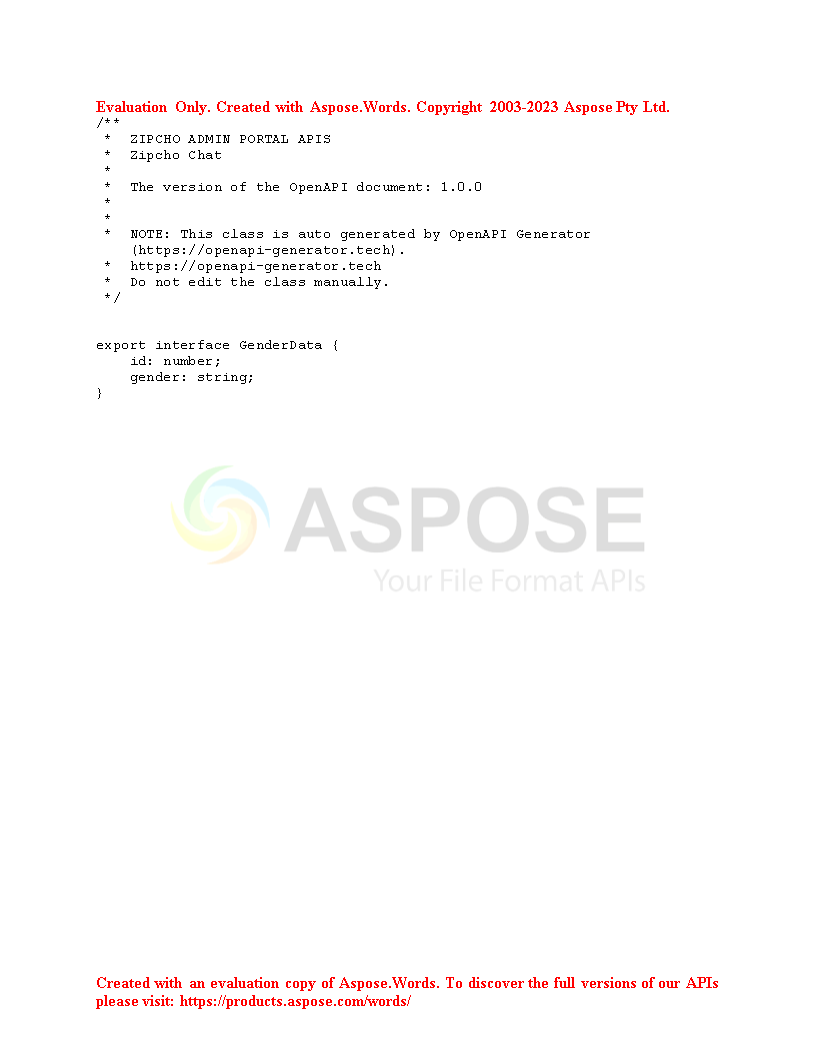 Evaluation Only. Created with Aspose.Words. Copyright 2003-2023 Aspose Pty Ltd.
/**
 * ZIPCHO ADMIN PORTAL APIS
 * Zipcho Chat
 *
 * The version of the OpenAPI document: 1.0.0
 *
 *
 * NOTE: This class is auto generated by OpenAPI Generator
(https://openapi-generator.tech).
 * https://openapi-generator.tech
 * Do not edit the class manually.
 */
export interface GenderData {
    id: number;
    gender: string;
}
ASPOSE
Your File Format APIs
Created with an evaluation copy of Aspose.Words. To discover the full versions of our APIs
please visit: https://products.aspose.com/words/